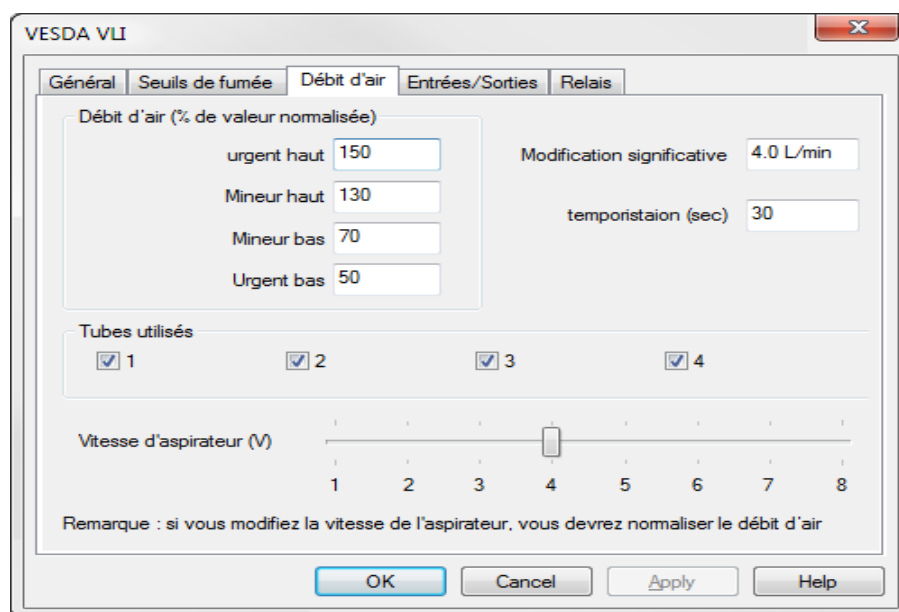 VESDA VLI
Général Seuils de fumée Débit d'air Entrées/Sorties Relais
Débit d'air (% de valeur normalisée)
urgent haut 150 Modification significative 4.0 L/min
Mineur haut 130
temporistaion (sec) 30
Mineur bas 70
Urgent bas 50
Tubes utilisés
1 2 3 4
Vitesse d'aspirateur (V)
1 2 3 4 5 6 7 8
Remarque : si vous modifiez la vitesse de l'aspirateur, vous devrez normaliser le débit d'air
OK Cancel Apply Help